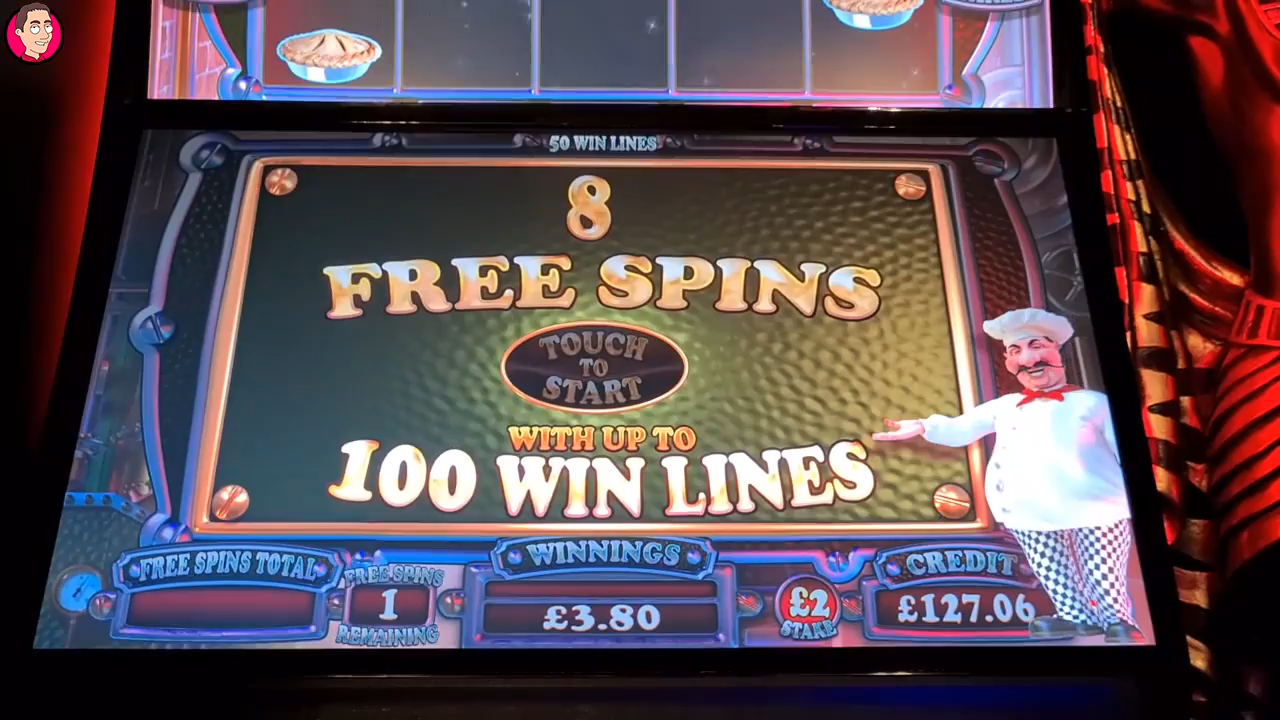 50 WIN LINES
8
FREE SPINS
TOUCH
TO
START
WITH UP TO
100 WIN LINES
FREE SPINS TOTAL
FREE SPINS
1
REMAINING
WINNINGS
£3.80
£2
STAKE
CREDIT
£127.06